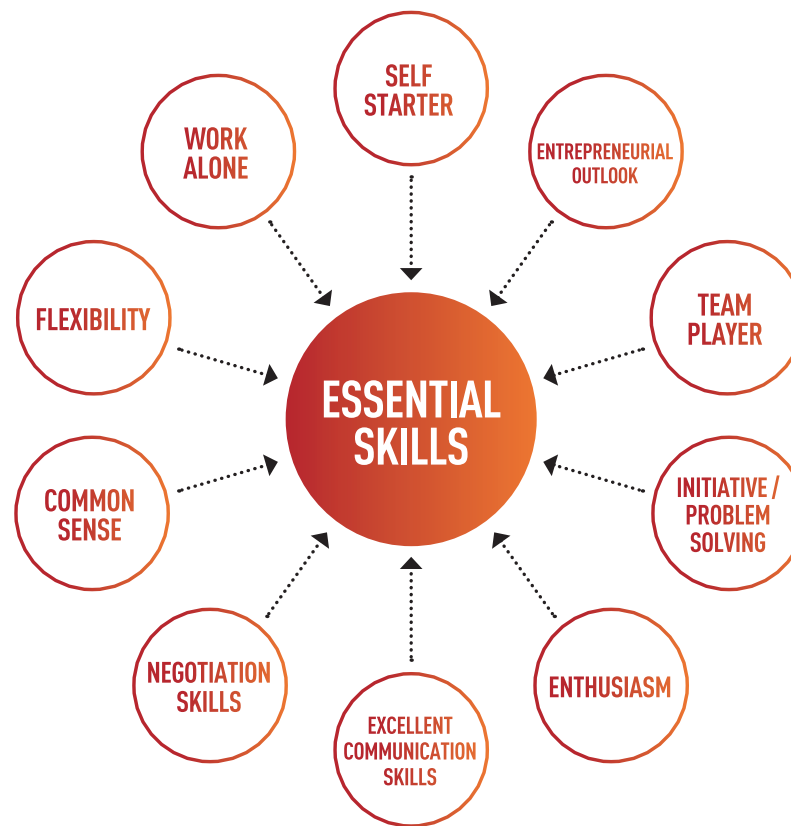 SELF
STARTER
ENTREPRENEURIAL
OUTLOOK
TEAM
PLAYER
INITIATIVE /
PROBLEM
SOLVING
ENTHUSIASM
EXCELLENT
COMMUNICATION
SKILLS
NEGOTIATION
SKILLS
COMMON
SENSE
FLEXIBILITY
WORK
ALONE
ESSENTIAL
SKILLS